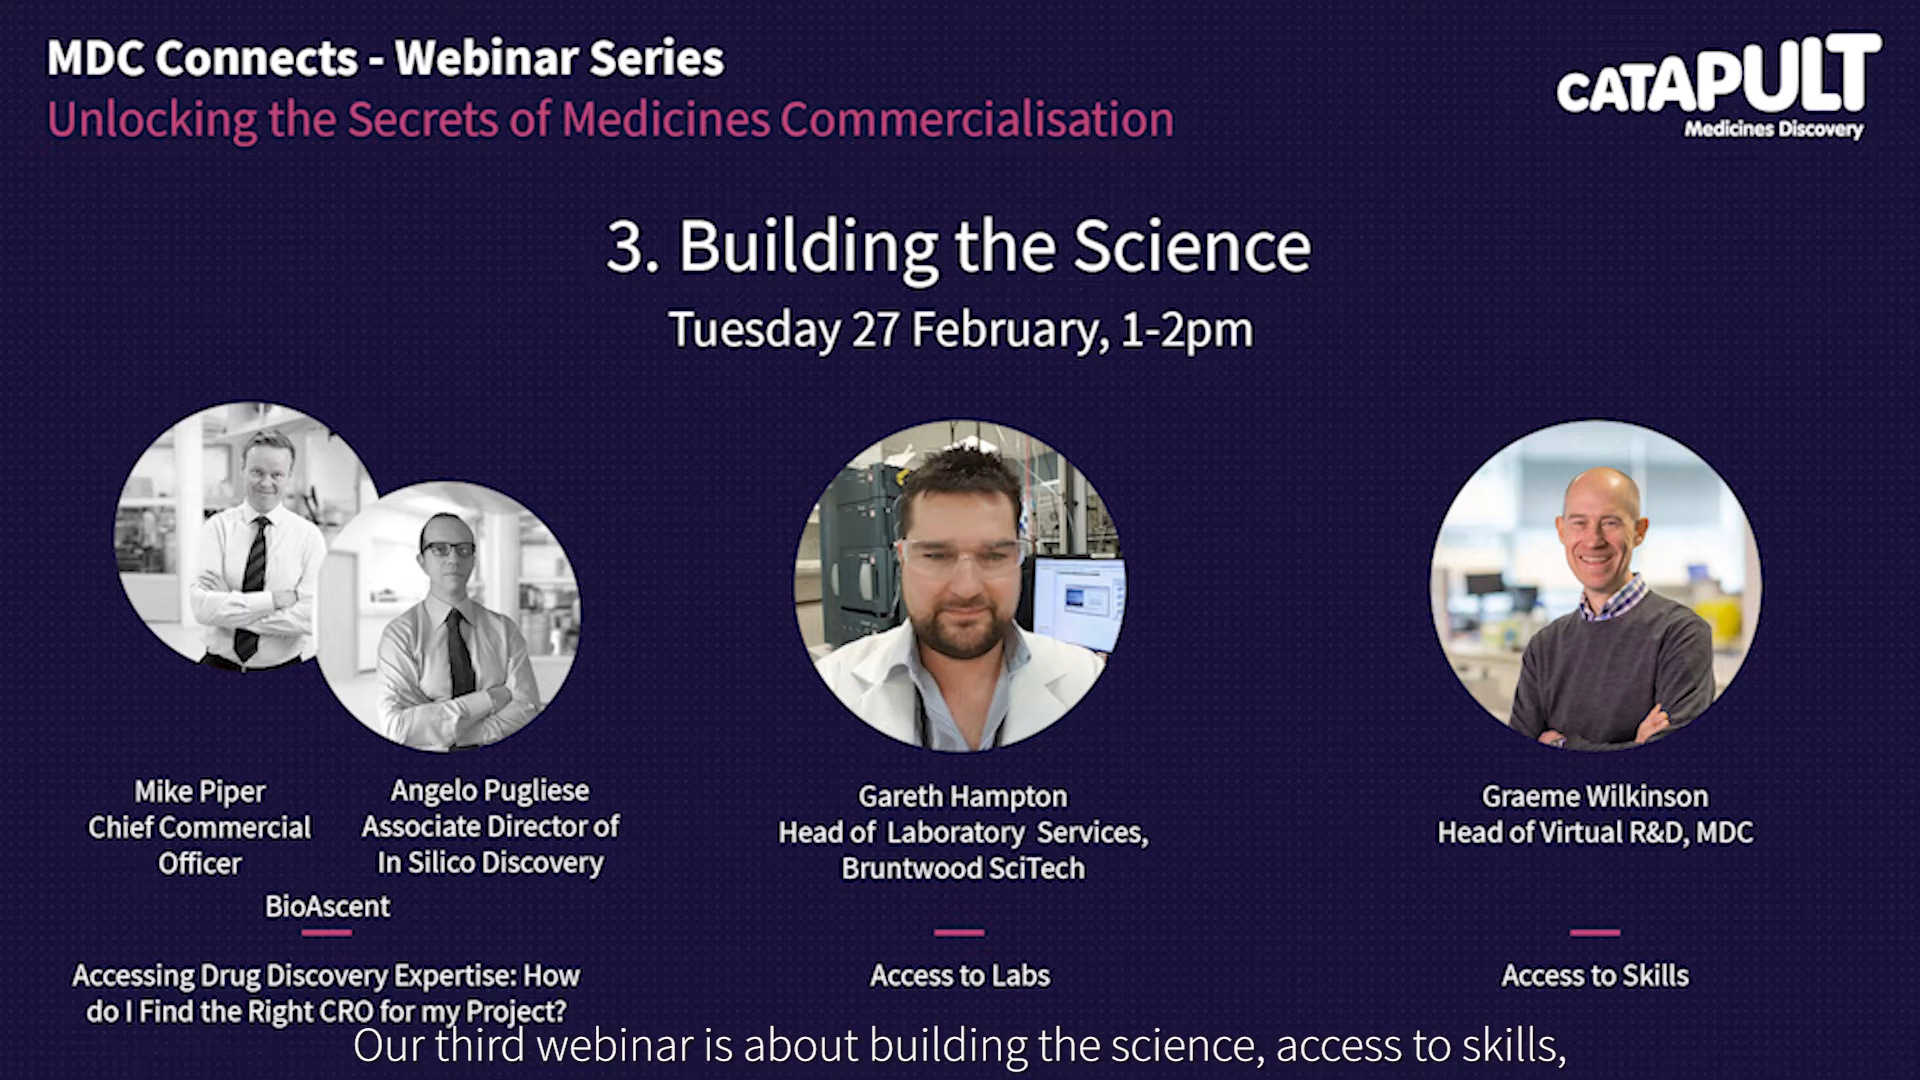 MDC Connects - Webinar Series
Unlocking the Secrets of Medicines Commercialisation
CATAPULT
Medicines Discovery
3. Building the Science
Tuesday 27 February, 1-2pm
Mike Piper
Chief Commercial
Officer
Angelo Pugliese
Associate Director of
In Silico Discovery
BioAscent
Accessing Drug Discovery Expertise: How
do I Find the Right CRO for my Project?
Gareth Hampton
Head of Laboratory Services,
Bruntwood SciTech
Access to Labs
Graeme Wilkinson
Head of Virtual R&D, MDC
Access to Skills
Our third webinar is about building the science, access to skills,